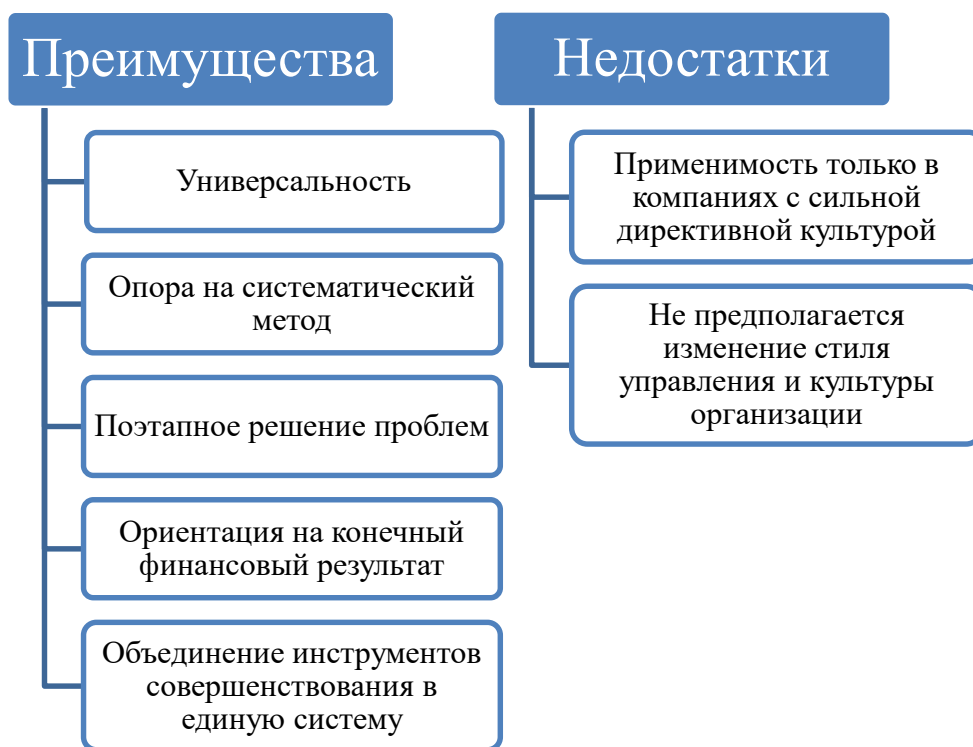 Преимущества
Универсальность
Опора на систематический
метод
Поэтапное решение проблем
Ориентация на конечный
финансовый результат
Объединение инструментов
совершенствования в
единую систему
Недостатки
Применимость только в
компаниях с сильной
директивной культурой
Не предполагается
изменение стиля
управления и культуры
организации